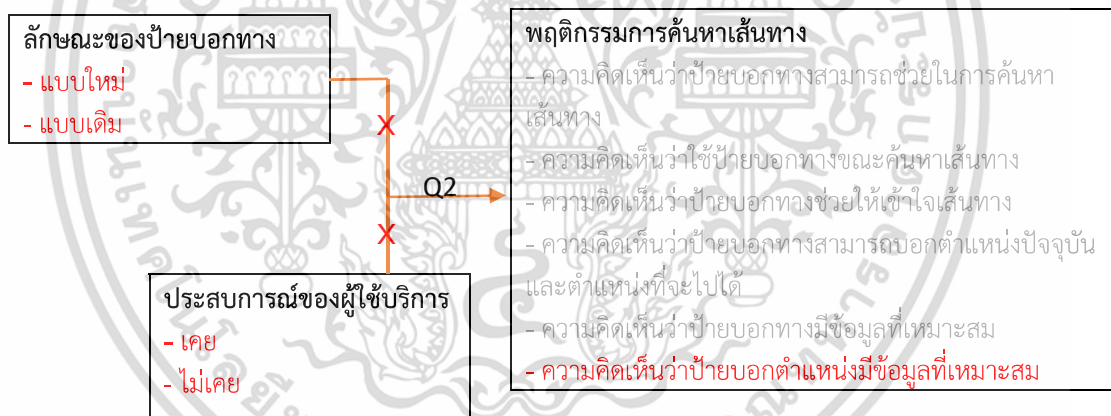 ลักษณะของป้ายบอกทาง
- แบบใหม่
- แบบเดิม
X
Q2
X
ประสบการณ์ของผู้ใช้บริการ
- เคย
- ไม่เคย
พฤติกรรมการค้นหาเส้นทาง
- ความคิดเห็นว่าป้ายบอกทางสามารถช่วยในการค้นหา
เส้นทาง
- ความคิดเห็นว่าใช้ป้ายบอกทางขณะค้นหาเส้นทาง
- ความคิดเห็นว่าป้ายบอกทางช่วยให้เข้าใจเส้นทาง
- ความคิดเห็นว่าป้ายบอกทางสามารถบอกตำแหน่งปัจจุบัน
และตำแหน่งที่จะไปได้
- ความคิดเห็นว่าป้ายบอกทางมีข้อมูลที่เหมาะสม
- ความคิดเห็นว่าป้ายบอกตำแหน่งมีข้อมูลที่เหมาะสม